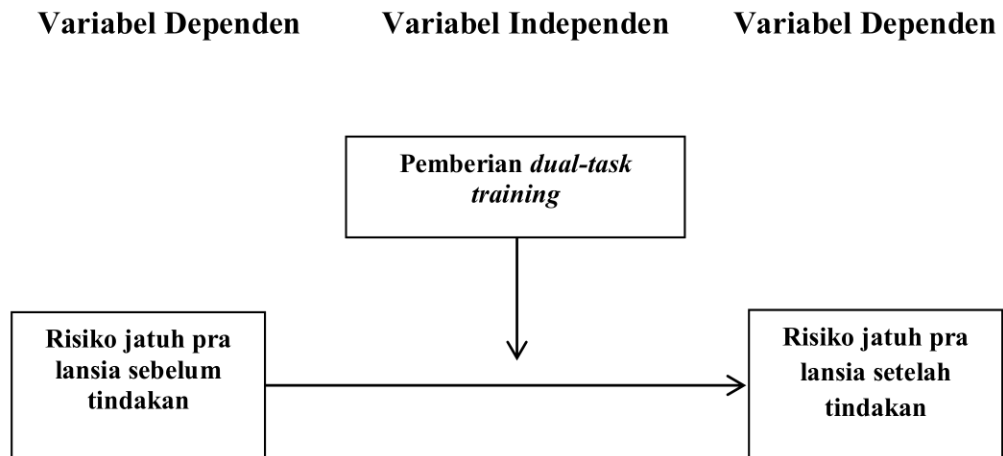 Variabel Dependen Variabel Independen Variabel Dependen
Pemberian dual-task
training
Risiko jatuh pra
lansia sebelum
tindakan
Risiko jatuh pra
lansia setelah
tindakan